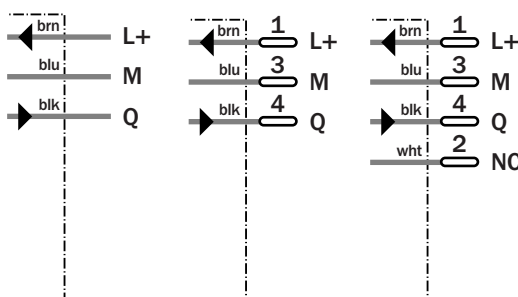 brn L+
blu M
blk Q
brn 1 L+
blu 3 M
blk 4 Q
brn 1 L+
blu 3 M
blk 4 Q
wht 2 NC